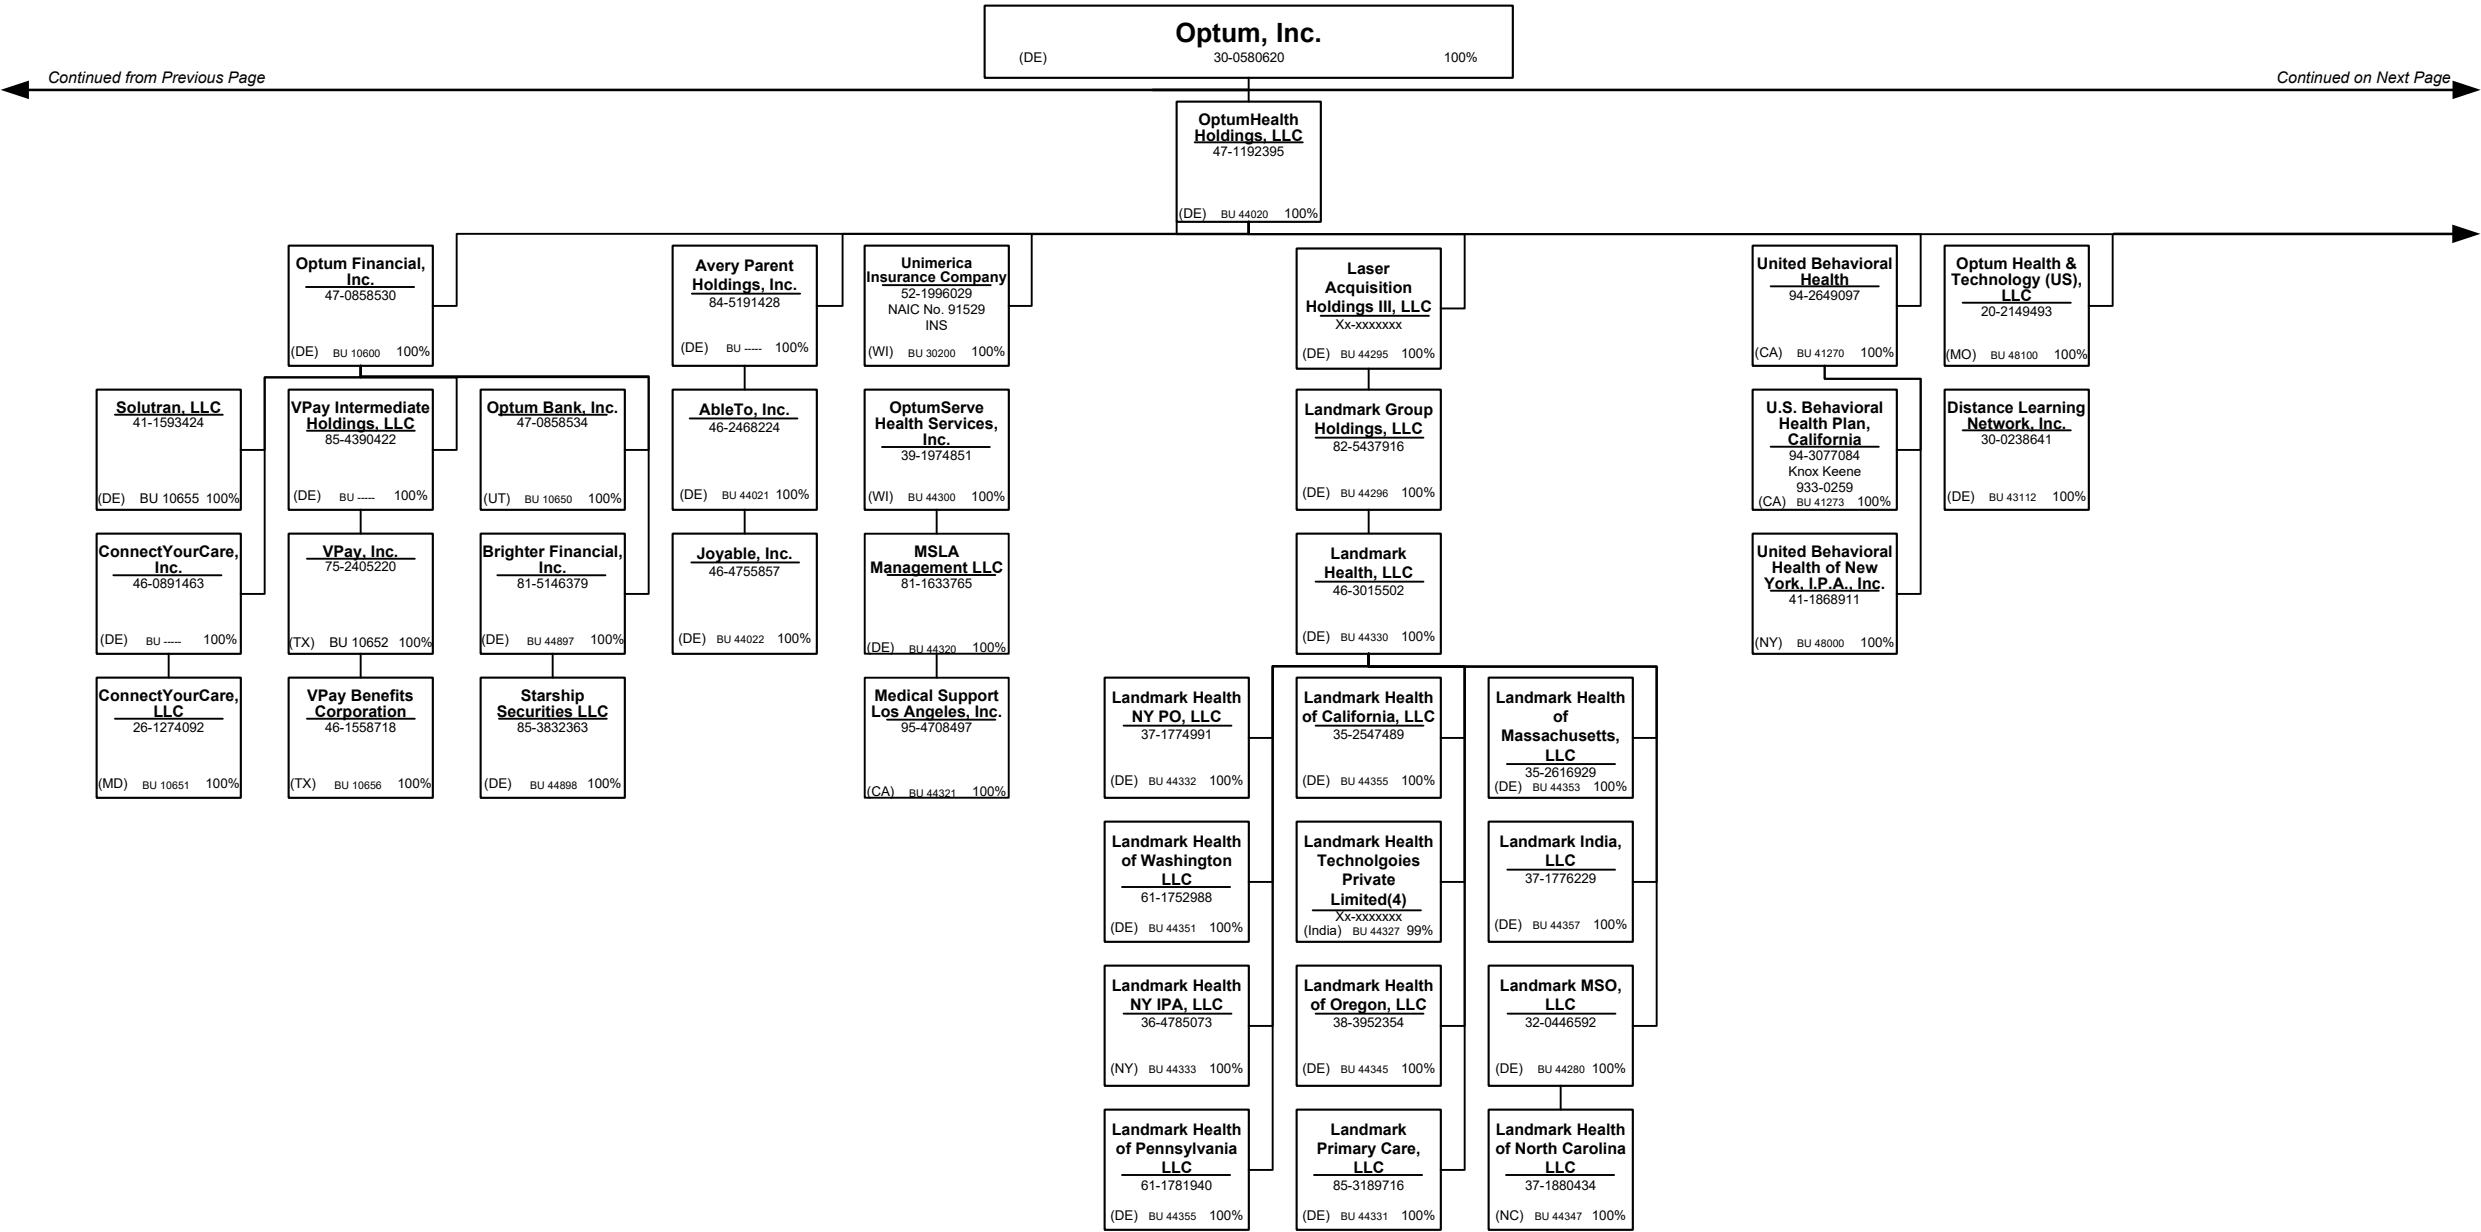 Optum, Inc.
(DE) 30-0580620 100%
Continued from Previous Page
Continued on Next Page
OptumHealth
Holdings, LLC
47-1192395
(DE) BU 44020 100%
Optum Financial,
Inc.
47-0858530
(DE) BU 10600 100%
Avery Parent
Holdings, Inc.
84-5191428
(DE) BU ----- 100%
Unimerica
Insurance Company
52-1996029
NAIC No. 91529
INS
(WI) BU 30200 100%
Laser
Acquisition
Holdings III, LLC
Xx-xxxxxxx
(DE) BU 44295 100%
United Behavioral
Health
94-2649097
(CA) BU 41270 100%
Optum Health &
Technology (US),
LLC
20-2149493
(MO) BU 48100 100%
Solutran, LLC
41-1593424
(DE) BU 10655 100%
VPay Intermediate
Holdings, LLC
85-4390422
(DE) BU ----- 100%
Optum Bank, Inc.
47-0858534
(UT) BU 10650 100%
AbleTo, Inc.
46-2468224
(DE) BU 44021 100%
OptumServe
Health Services,
Inc.
39-1974851
(WI) BU 44300 100%
Landmark Group
Holdings, LLC
82-5437916
(DE) BU 44296 100%
U.S. Behavioral
Health Plan,
California
94-3077084
Knox Keene
933-0259
(CA) BU 41273 100%
Distance Learning
Network, Inc.
30-0238641
(DE) BU 43112 100%
ConnectYourCare,
Inc.
46-0891463
(DE) BU ----- 100%
VPay, Inc.
75-2405220
(TX) BU 10652 100%
Brighter Financial,
Inc.
81-5146379
(DE) BU 44897 100%
Joyable, Inc.
46-4755857
(DE) BU 44022 100%
MSLA
Management LLC
81-1633765
(DE) BU 44320 100%
Landmark
Health, LLC
46-3015502
(DE) BU 44330 100%
United Behavioral
Health of New
York, I.P.A., Inc.
41-1868911
(NY) BU 48000 100%
ConnectYourCare,
LLC
26-1274092
(MD) BU 10651 100%
VPay Benefits
Corporation
46-1558718
(TX) BU 10656 100%
Starship
Securities LLC
85-3832363
(DE) BU 44898 100%
Medical Support
Los Angeles, Inc.
95-4708497
(CA) BU 44321 100%
Landmark Health
NY PO, LLC
37-1774991
(DE) BU 44332 100%
Landmark Health
of California, LLC
35-2547489
(DE) BU 44355 100%
Landmark Health
of
Massachusetts,
LLC
35-2616929
(DE) BU 44353 100%
Landmark Health
of Washington
LLC
61-1752988
(DE) BU 44351 100%
Landmark Health
Technolgoies
Private
Limited(4)
Xx-xxxxxxx
(India) BU 44327 99%
Landmark India,
LLC
37-1776229
(DE) BU 44357 100%
Landmark Health
NY IPA, LLC
36-4785073
(NY) BU 44333 100%
Landmark Health
of Oregon, LLC
38-3952354
(DE) BU 44345 100%
Landmark MSO,
LLC
32-0446592
(DE) BU 44280 100%
Landmark Health
of Pennsylvania
LLC
61-1781940
(DE) BU 44355 100%
Landmark
Primary Care,
LLC
85-3189716
(DE) BU 44331 100%
Landmark Health
of North Carolina
LLC
37-1880434
(NC) BU 44347 100%